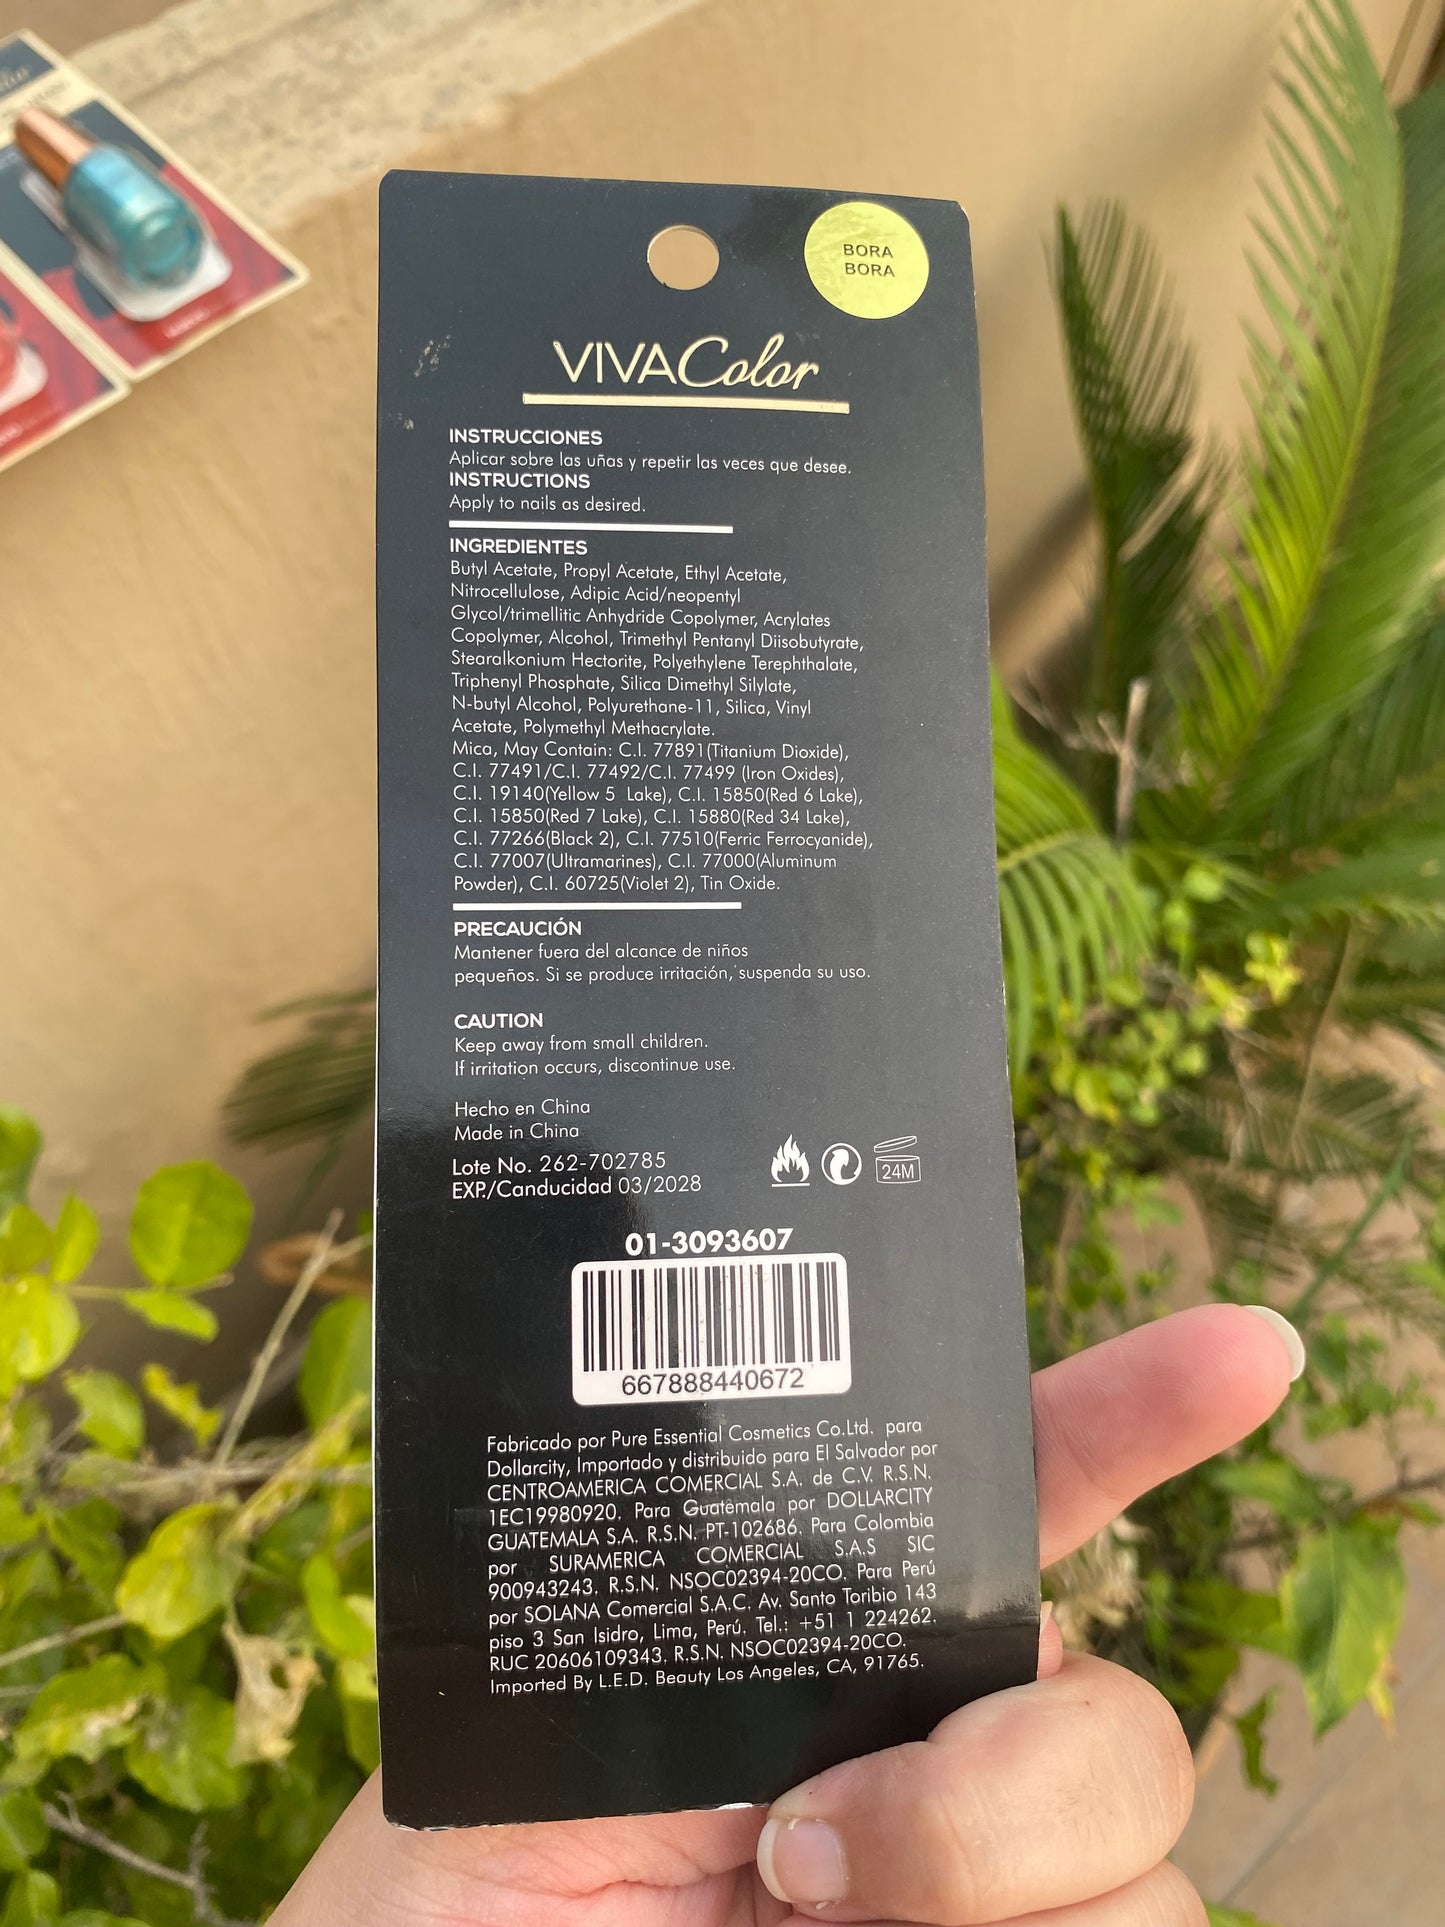 BORA
BORA
VIVAColor
INSTRUCCIONES
Aplicar sobre las uñas y repetir las veces que desee.
INSTRUCTIONS
Apply to nails as desired.
INGREDIENTES
Butyl Acetate, Propyl Acetate, Ethyl Acetate,
Nitrocellulose, Adipic Acid/neopentyl
Glycol/trimellitic Anhydride Copolymer, Acrylates
Copolymer, Alcohol, Trimethyl Pentanyl Diisobutyrate,
Stearalkonium Hectorite, Polyethylene Terephthalate,
Triphenyl Phosphate, Silica Dimethyl Silylate,
N-butyl Alcohol, Polyurethane-11, Silica, Vinyl
Acetate, Polymethyl Methacrylate.
Mica, May Contain: C.I. 77891(Titanium Dioxide),
C.I. 77491/C.I. 77492/C.I. 77499 (Iron Oxides),
C.I. 19140(Yellow 5 Lake), C.I. 15850(Red 6 Lake),
C.I. 15850(Red 7 Lake), C.I. 15880(Red 34 Lake),
C.I. 77266(Black 2), C.I. 77510(Ferric Ferrocyanide),
C.I. 77007(Ultramarines), C.I. 77000(Aluminum
Powder), C.I. 60725(Violet 2), Tin Oxide.
PRECAUCIÓN
Mantener fuera del alcance de niños
pequeños. Si se produce irritación, suspenda su uso.
CAUTION
Keep away from small children.
If irritation occurs, discontinue use.
Hecho en China
Made in China
Lote No. 262-702785
EXP./Canducidad 03/2028
24M
01-3093607
667888440672
Fabricado por Pure Essential Cosmetics Co.Ltd. para
Dollarcity, Importado y distribuido para El Salvador por
CENTROAMERICA COMERCIAL S.A. de C.V. R.S.N.
1EC19980920. Para Guatemala por DOLLARCITY
GUATEMALA S.A. R.S.N. PT-102686. Para Colombia
por SURAMERICA COMERCIAL S.A.S SIC
900943243. R.S.N. NSOC02394-20CO. Para Perú
por SOLANA Comercial S.A.C. Av. Santo Toribio 143
piso 3 San Isidro, Lima, Perú. Tel.: +51 1 224262.
RUC 20606109343. R.S.N. NSOC02394-20CO.
Imported By L.E.D. Beauty Los Angeles, CA, 91765.